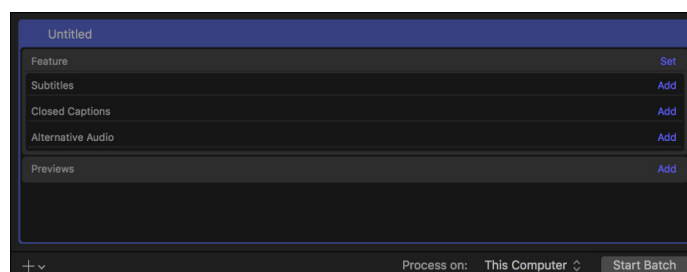 Untitled
Feature Set
Subtitles Add
Closed Captions Add
Alternative Audio Add
Previews Add
Process on: This Computer Start Batch